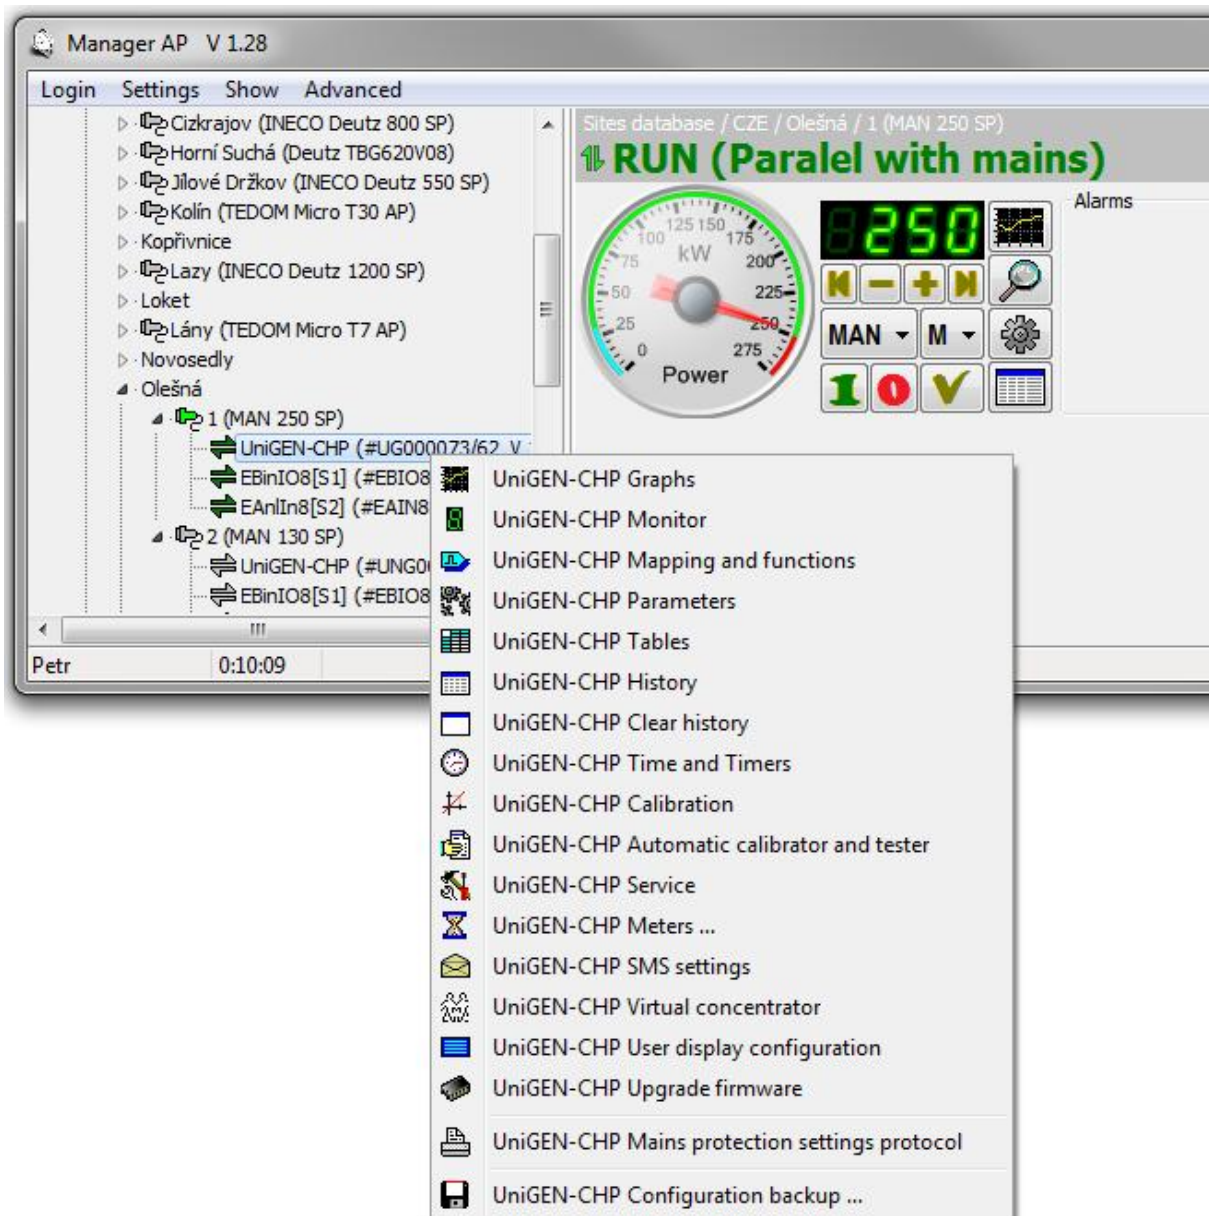 Manager AP V 1.28
Login Settings Show Advanced
Cizkrajov (INECO Deutz 800 SP)
Horní Suchá (Deutz TBG620V08)
Jílové Držkov (INECO Deutz 550 SP)
Kolín (TEDOM Micro T30 AP)
Kopřivnice
Lazy (INECO Deutz 1200 SP)
Loket
Lány (TEDOM Micro T7 AP)
Novosedly
Olešná
1 (MAN 250 SP)
UniGEN-CHP (#UG000073/62 V
EBinIO8[S1] (#EBIO8
EAnlIn8[S2] (#EAIN8
2 (MAN 130 SP)
UniGEN-CHP (#UNG0
EBinIO8[S1] (#EBIO8
Petr 0:10:09
Sites database / CZE / Olešná / 1 (MAN 250 SP)
RUN (Paralel with mains)
0 25 50 75 100 125 150 175 200 225 250 275
kW
Power
250
MAN M
Alarms
UniGEN-CHP Graphs
UniGEN-CHP Monitor
UniGEN-CHP Mapping and functions
UniGEN-CHP Parameters
UniGEN-CHP Tables
UniGEN-CHP History
UniGEN-CHP Clear history
UniGEN-CHP Time and Timers
UniGEN-CHP Calibration
UniGEN-CHP Automatic calibrator and tester
UniGEN-CHP Service
UniGEN-CHP Meters ...
UniGEN-CHP SMS settings
UniGEN-CHP Virtual concentrator
UniGEN-CHP User display configuration
UniGEN-CHP Upgrade firmware
UniGEN-CHP Mains protection settings protocol
UniGEN-CHP Configuration backup ...